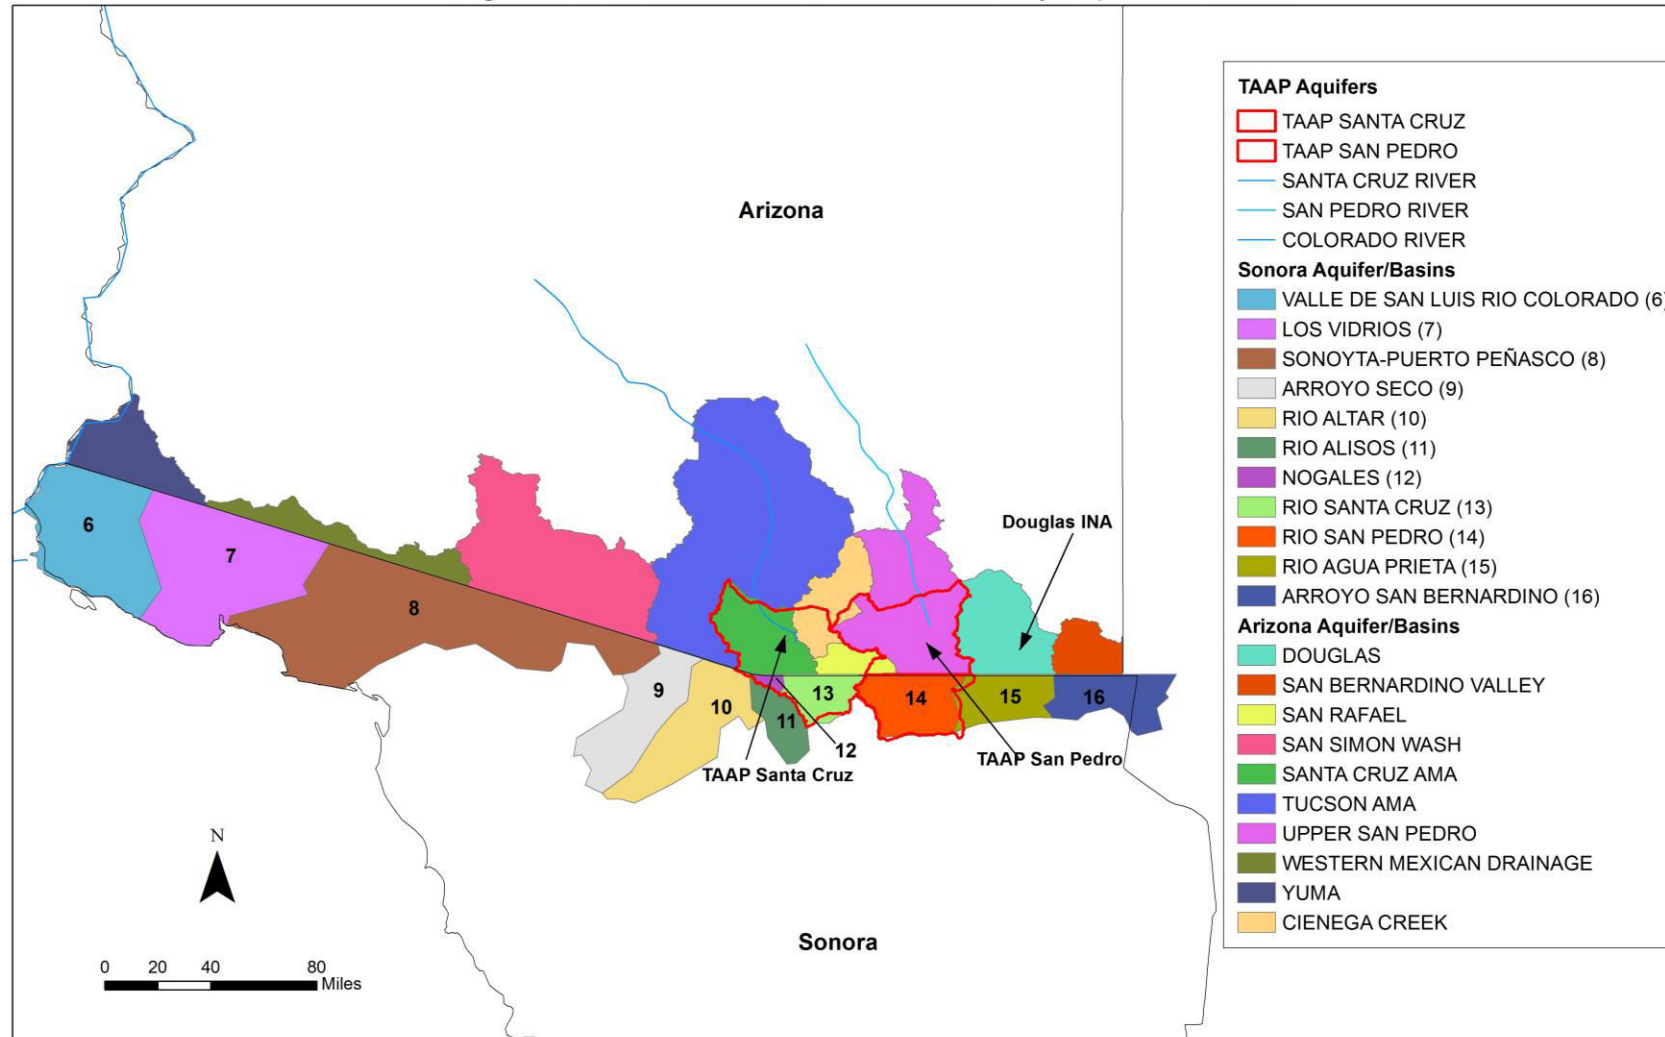 Arizona
Douglas INA
6
7
8
9
10
11
12
13
14
15
16
TAAP Santa Cruz
TAAP San Pedro
Sonora
N
0 20 40 80
Miles
TAAP Aquifers
TAAP SANTA CRUZ
TAAP SAN PEDRO
SANTA CRUZ RIVER
SAN PEDRO RIVER
COLORADO RIVER
Sonora Aquifer/Basins
VALLE DE SAN LUIS RIO COLORADO (6)
LOS VIDRIOS (7)
SONOYTA-PUERTO PEÑASCO (8)
ARROYO SECO (9)
RIO ALTAR (10)
RIO ALISOS (11)
NOGALES (12)
RIO SANTA CRUZ (13)
RIO SAN PEDRO (14)
RIO AGUA PRIETA (15)
ARROYO SAN BERNARDINO (16)
Arizona Aquifer/Basins
DOUGLAS
SAN BERNARDINO VALLEY
SAN RAFAEL
SAN SIMON WASH
SANTA CRUZ AMA
TUCSON AMA
UPPER SAN PEDRO
WESTERN MEXICAN DRAINAGE
YUMA
CIENEGA CREEK